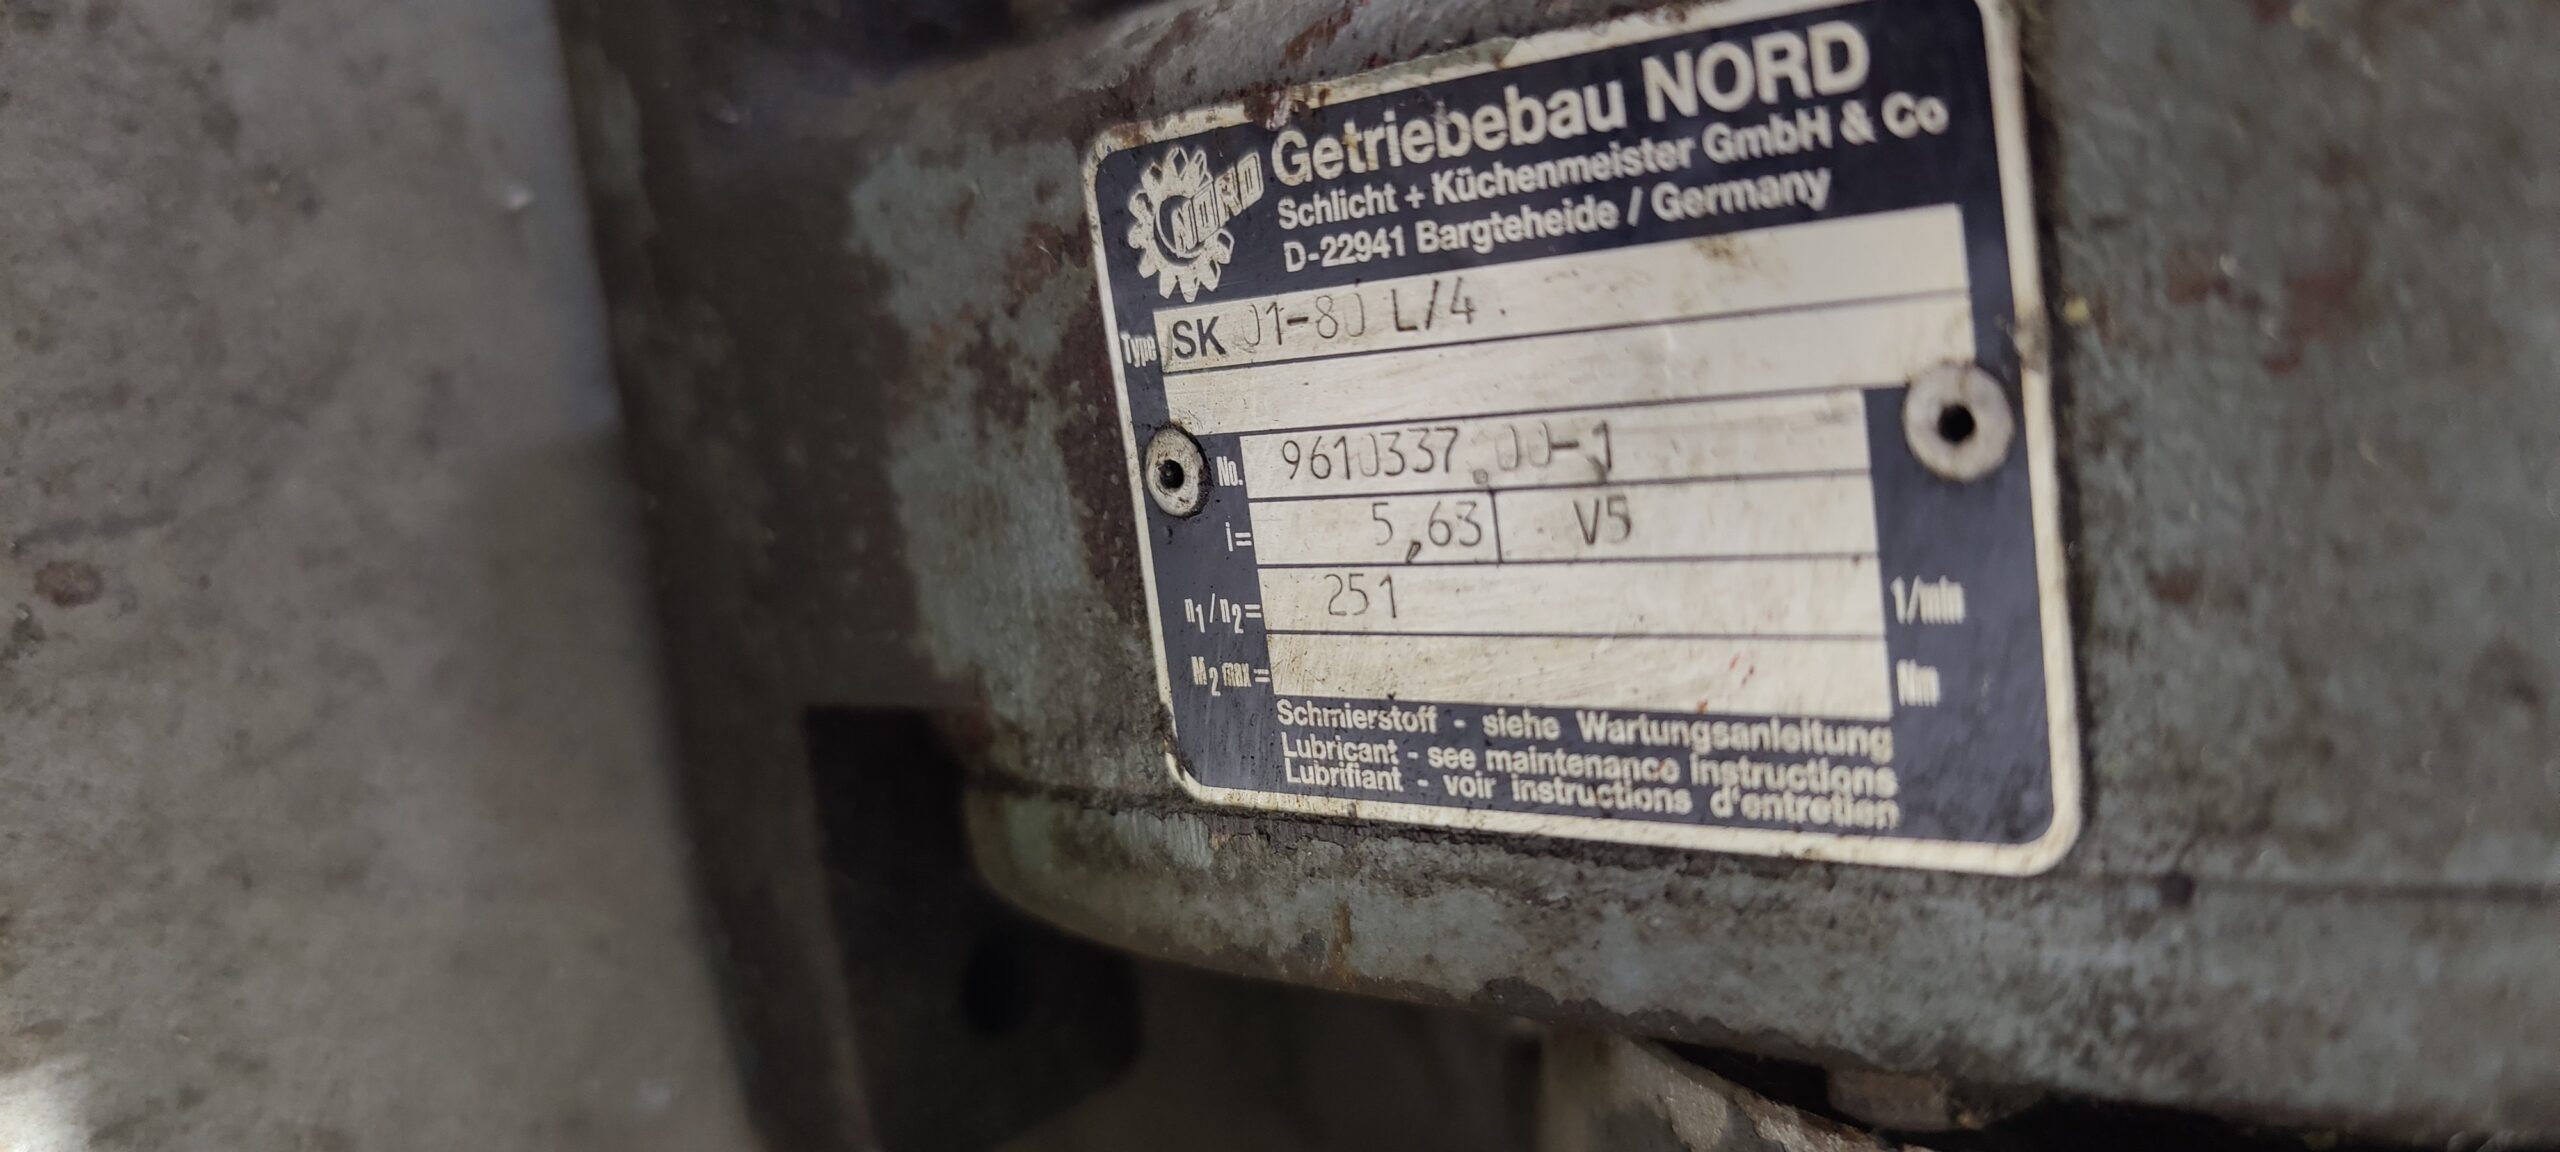 NORD
Getriebebau NORD
Schlicht + Küchenmeister GmbH & Co
D-22941 Bargteheide / Germany
Type SK 01-80 L/4
No. 9610337.00-1
i= 5,63 V5
n1/n2= 251 1/min
M2 max= Nm
Schmierstoff - siehe Wartungsanleitung
Lubricant - see maintenance instructions
Lubrifiant - voir instructions d'entretien